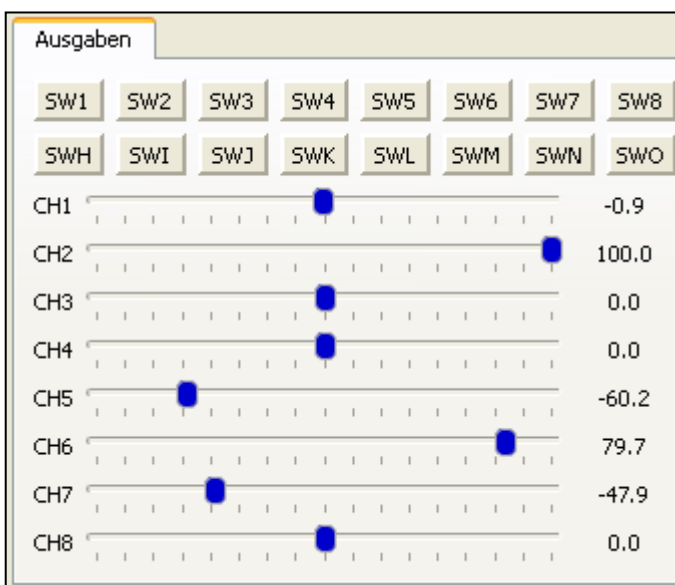 Ausgaben
SW1 SW2 SW3 SW4 SW5 SW6 SW7 SW8
SWH SWI SWJ SWK SWL SWM SWN SWO
CH1 -0.9
CH2 100.0
CH3 0.0
CH4 0.0
CH5 -60.2
CH6 79.7
CH7 -47.9
CH8 0.0